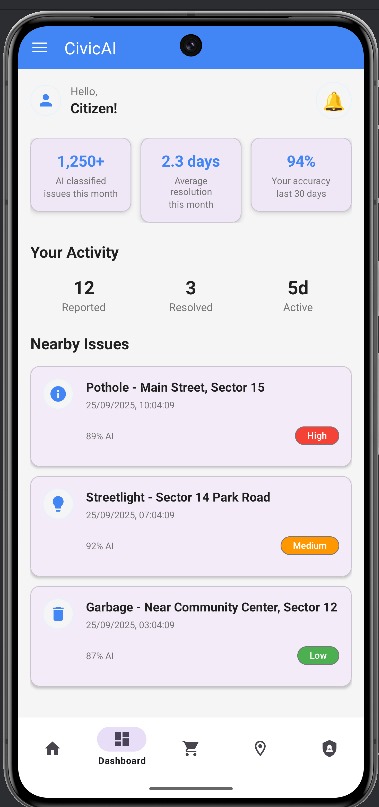 CivicAI
Hello,
Citizen!
1,250+
AI classified
issues this month
2.3 days
Average
resolution
this month
94%
Your accuracy
last 30 days
Your Activity
12
Reported
3
Resolved
5d
Active
Nearby Issues
Pothole - Main Street, Sector 15
25/09/2025, 10:04:09
89% AI
High
Streetlight - Sector 14 Park Road
25/09/2025, 07:04:09
92% AI
Medium
Garbage - Near Community Center, Sector 12
25/09/2025, 03:04:09
87% AI
Low
Dashboard